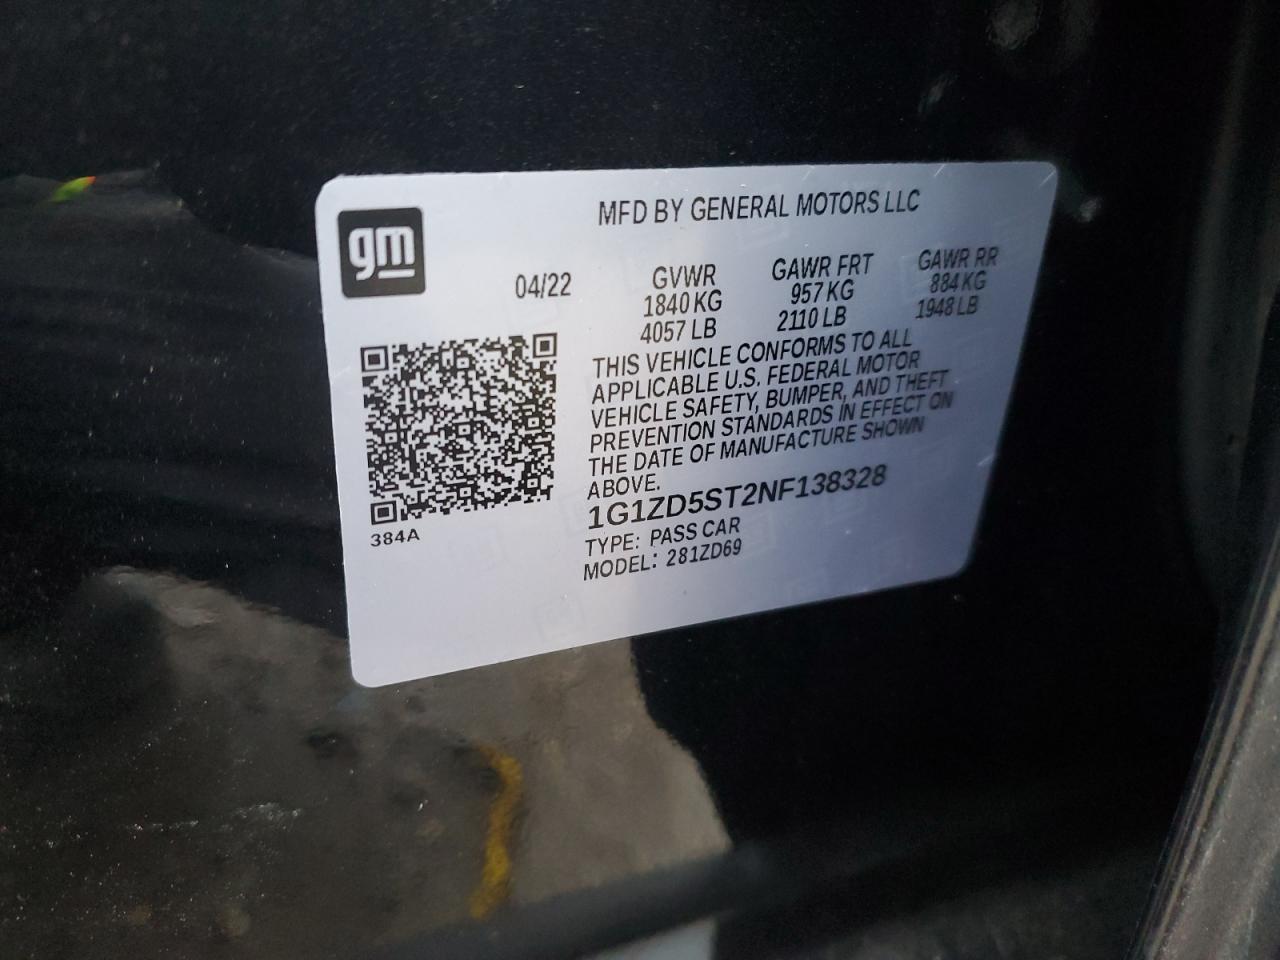 gm
MFD BY GENERAL MOTORS LLC
04/22
GVWR
1840 KG
4057 LB
GAWR FRT
957 KG
2110 LB
GAWR RR
884 KG
1948 LB
THIS VEHICLE CONFORMS TO ALL
APPLICABLE U.S. FEDERAL MOTOR
VEHICLE SAFETY, BUMPER, AND THEFT
PREVENTION STANDARDS IN EFFECT ON
THE DATE OF MANUFACTURE SHOWN
ABOVE.
1G1ZD5ST2NF138328
TYPE: PASS CAR
MODEL: 281ZD69
384A